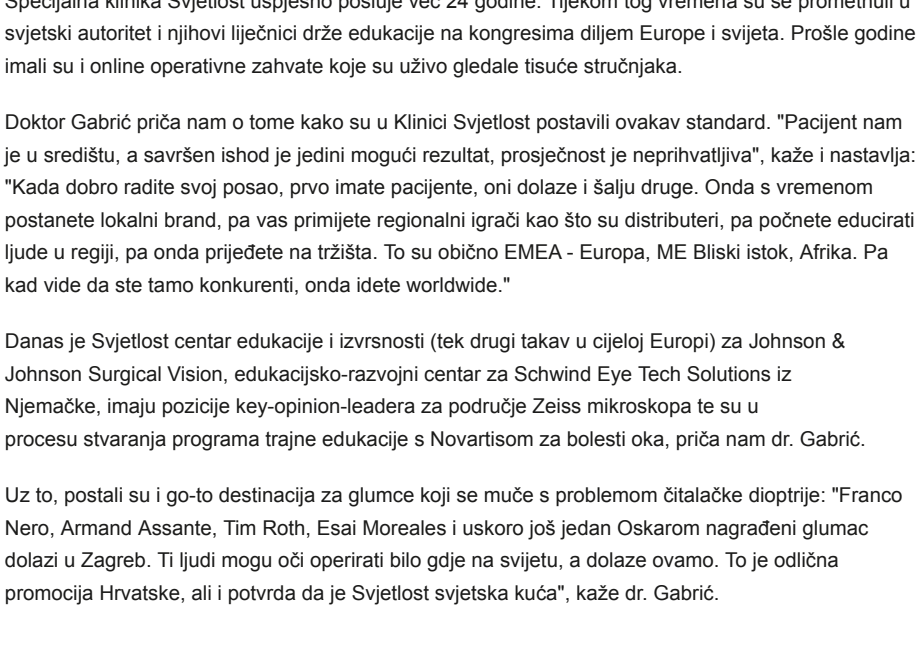 Specijalna klinika Svjetlost uspješno posluje već 24 godine. Tijekom tog vremena su se prometnuli u
svjetski autoritet i njihovi liječnici drže edukacije na kongresima diljem Europe i svijeta. Prošle godine
imali su i online operativne zahvate koje su uživo gledale tisuće stručnjaka.
Doktor Gabrić priča nam o tome kako su u Klinici Svjetlost postavili ovakav standard. "Pacijent nam
je u središtu, a savršen ishod je jedini mogući rezultat, prosječnost je neprihvatljiva", kaže i nastavlja:
"Kada dobro radite svoj posao, prvo imate pacijente, oni dolaze i šalju druge. Onda s vremenom
postanete lokalni brand, pa vas primijete regionalni igrači kao što su distributeri, pa počnete educirati
ljude u regiji, pa onda prijeđete na tržišta. To su obično EMEA - Europa, ME Bliski istok, Afrika. Pa
kad vide da ste tamo konkurenti, onda idete worldwide."
Danas je Svjetlost centar edukacije i izvrsnosti (tek drugi takav u cijeloj Europi) za Johnson &
Johnson Surgical Vision, edukacijsko-razvojni centar za Schwind Eye Tech Solutions iz
Njemačke, imaju pozicije key-opinion-leadera za područje Zeiss mikroskopa te su u
procesu stvaranja programa trajne edukacije s Novartisom za bolesti oka, priča nam dr. Gabrić.
Uz to, postali su i go-to destinacija za glumce koji se muče s problemom čitalačke dioptrije: "Franco
Nero, Armand Assante, Tim Roth, Esai Moreales i uskoro još jedan Oskarom nagrađeni glumac
dolazi u Zagreb. Ti ljudi mogu oči operirati bilo gdje na svijetu, a dolaze ovamo. To je odlična
promocija Hrvatske, ali i potvrda da je Svjetlost svjetska kuća", kaže dr. Gabrić.